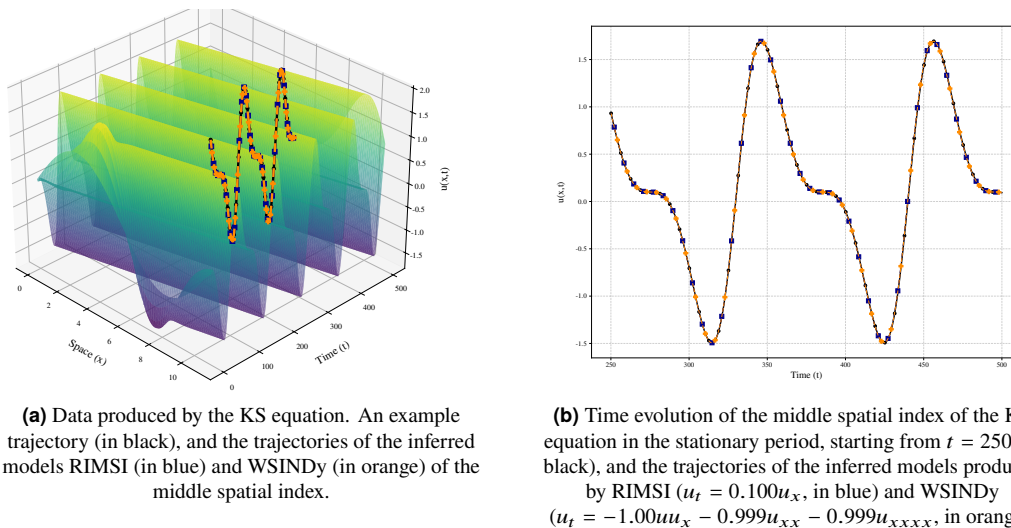 2.0
1.5
1.0
0.5
0.0
-0.5
-1.0
-1.5
u(x,t)
0
2
4
6
8
10
Space (x)
0
100
200
300
400
500
Time (t)
(a) Data produced by the KS equation. An example
trajectory (in black), and the trajectories of the inferred
models RIMSI (in blue) and WSINDy (in orange) of the
middle spatial index.
1.5
1.0
0.5
0.0
-0.5
-1.0
-1.5
u(x,t)
250
300
350
400
450
500
Time (t)
(b) Time evolution of the middle spatial index of the K
equation in the stationary period, starting from t = 250
black), and the trajectories of the inferred models produ
by RIMSI (u_t = 0.100u_x, in blue) and WSINDy
(u_t = −1.00uu_x − 0.999u_xx − 0.999u_xxxx, in orang